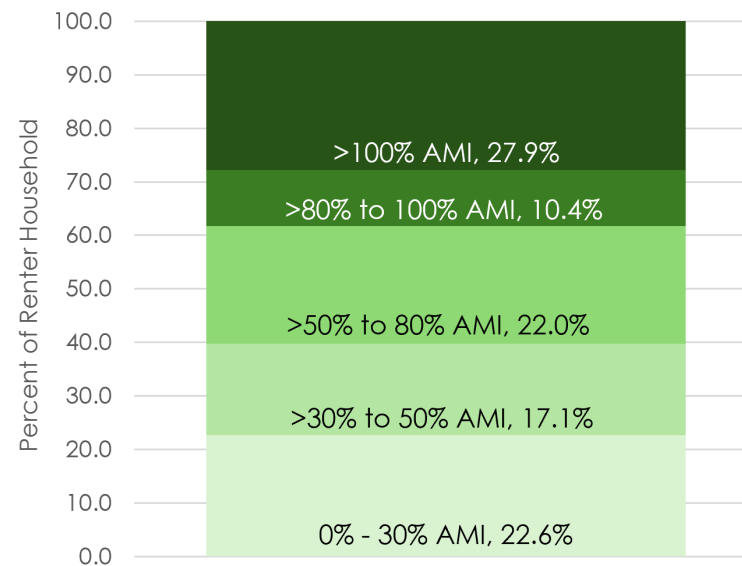 100.0
90.0
80.0
70.0
60.0
50.0
40.0
30.0
20.0
10.0
0.0
Percent of Renter Household
>100% AMI, 27.9%
>80% to 100% AMI, 10.4%
>50% to 80% AMI, 22.0%
>30% to 50% AMI, 17.1%
0% - 30% AMI, 22.6%